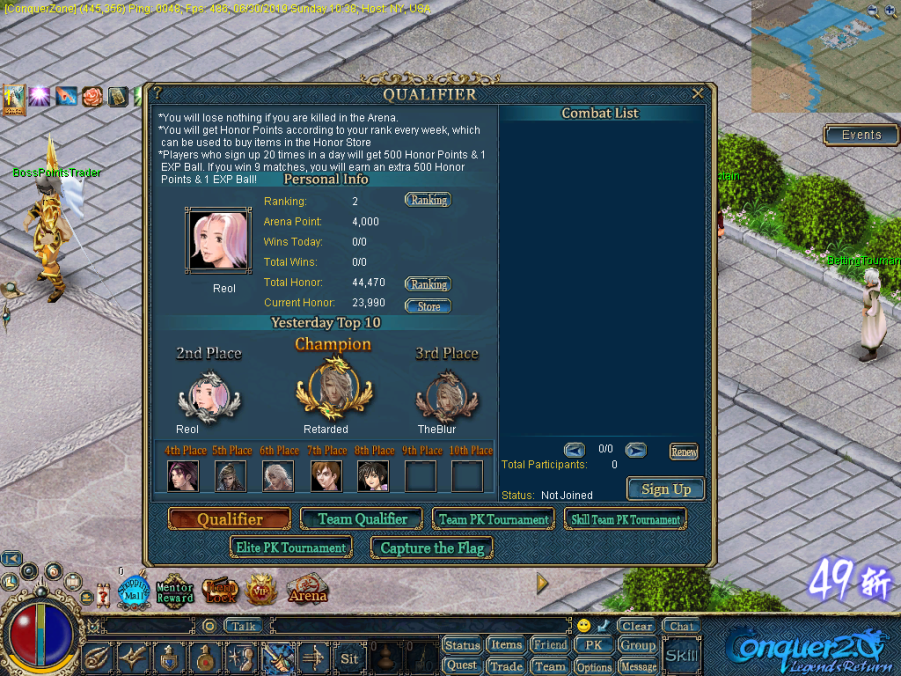 [ConquerZone] (445,355) Ping: 0048, Fps: 488, 06/30/2013 Sunday 10:38, Host: NY, USA
QUALIFIER
*You will lose nothing if you are killed in the Arena.
*You will get Honor Points according to your rank every week, which
can be used to buy items in the Honor Store
*Players who sign up 20 times in a day will get 500 Honor Points & 1
EXP Ball. If you win 9 matches, you will earn an extra 500 Honor
Points & 1 EXP Ball!
Personal Info
Combat List
Events
BossPointsTrader
Ranking: 2 Ranking
Arena Point: 4,000
Wins Today: 0/0
Total Wins: 0/0
Total Honor: 44,470 Ranking
Current Honor: 23,990 Store
Reol
BettingTournam
Yesterday Top 10
2nd Place Champion 3rd Place
Reol Retarded TheBlur
4th Place 5th Place 6th Place 7th Place 8th Place 9th Place 10th Place
0/0 Renew
Total Participants: 0
Status: Not Joined Sign Up
Qualifier Team Qualifier Team PK Tournament Skill Team PK Tournament
Elite PK Tournament Capture the Flag
0
Shopping Mall
Mentor Reward
Lock
VIP
Arena
49 斩
Talk Clear Chat
Status Items Friend PK Group
Sit Skill
Quest Trade Team Options Message
Conquer2.0
Legends Return